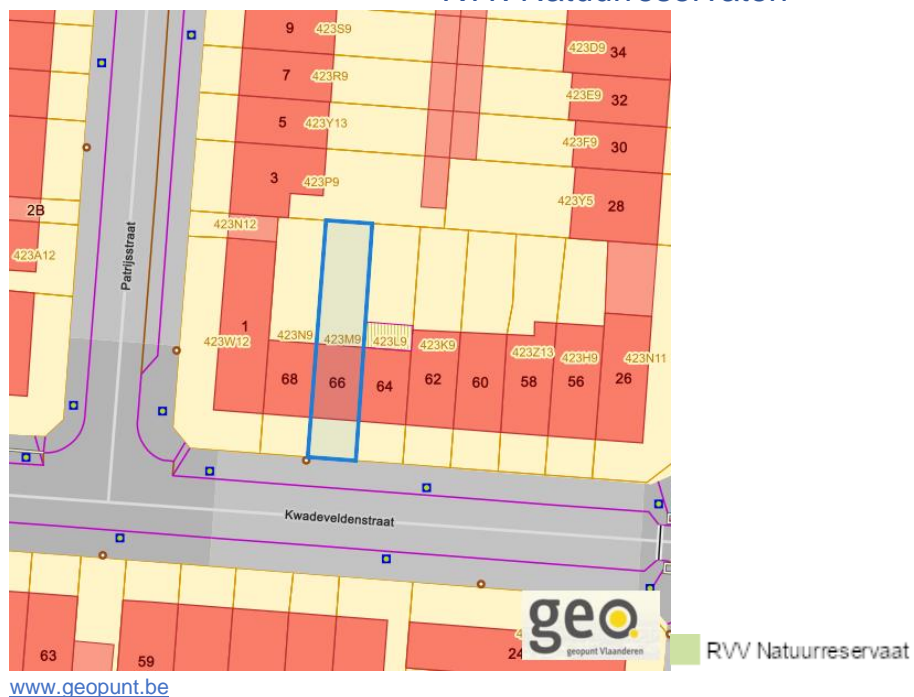 RVV Natuurreservaten
9 423S9
423D9 34
7 423R9
423E9 32
5 423Y13
423F9 30
3 423P9
423Y5 28
2B
423N12
423A12
Patrijsstraat
1
423W12 423N9 423M9 423L9 423K9 423Z13 423H9 423N11
68 66 64 62 60 58 56 26
Kwadeveldenstraat
geo
geopunt Vlaanderen
63 59 24
RVV Natuurreservaat
www.geopunt.be